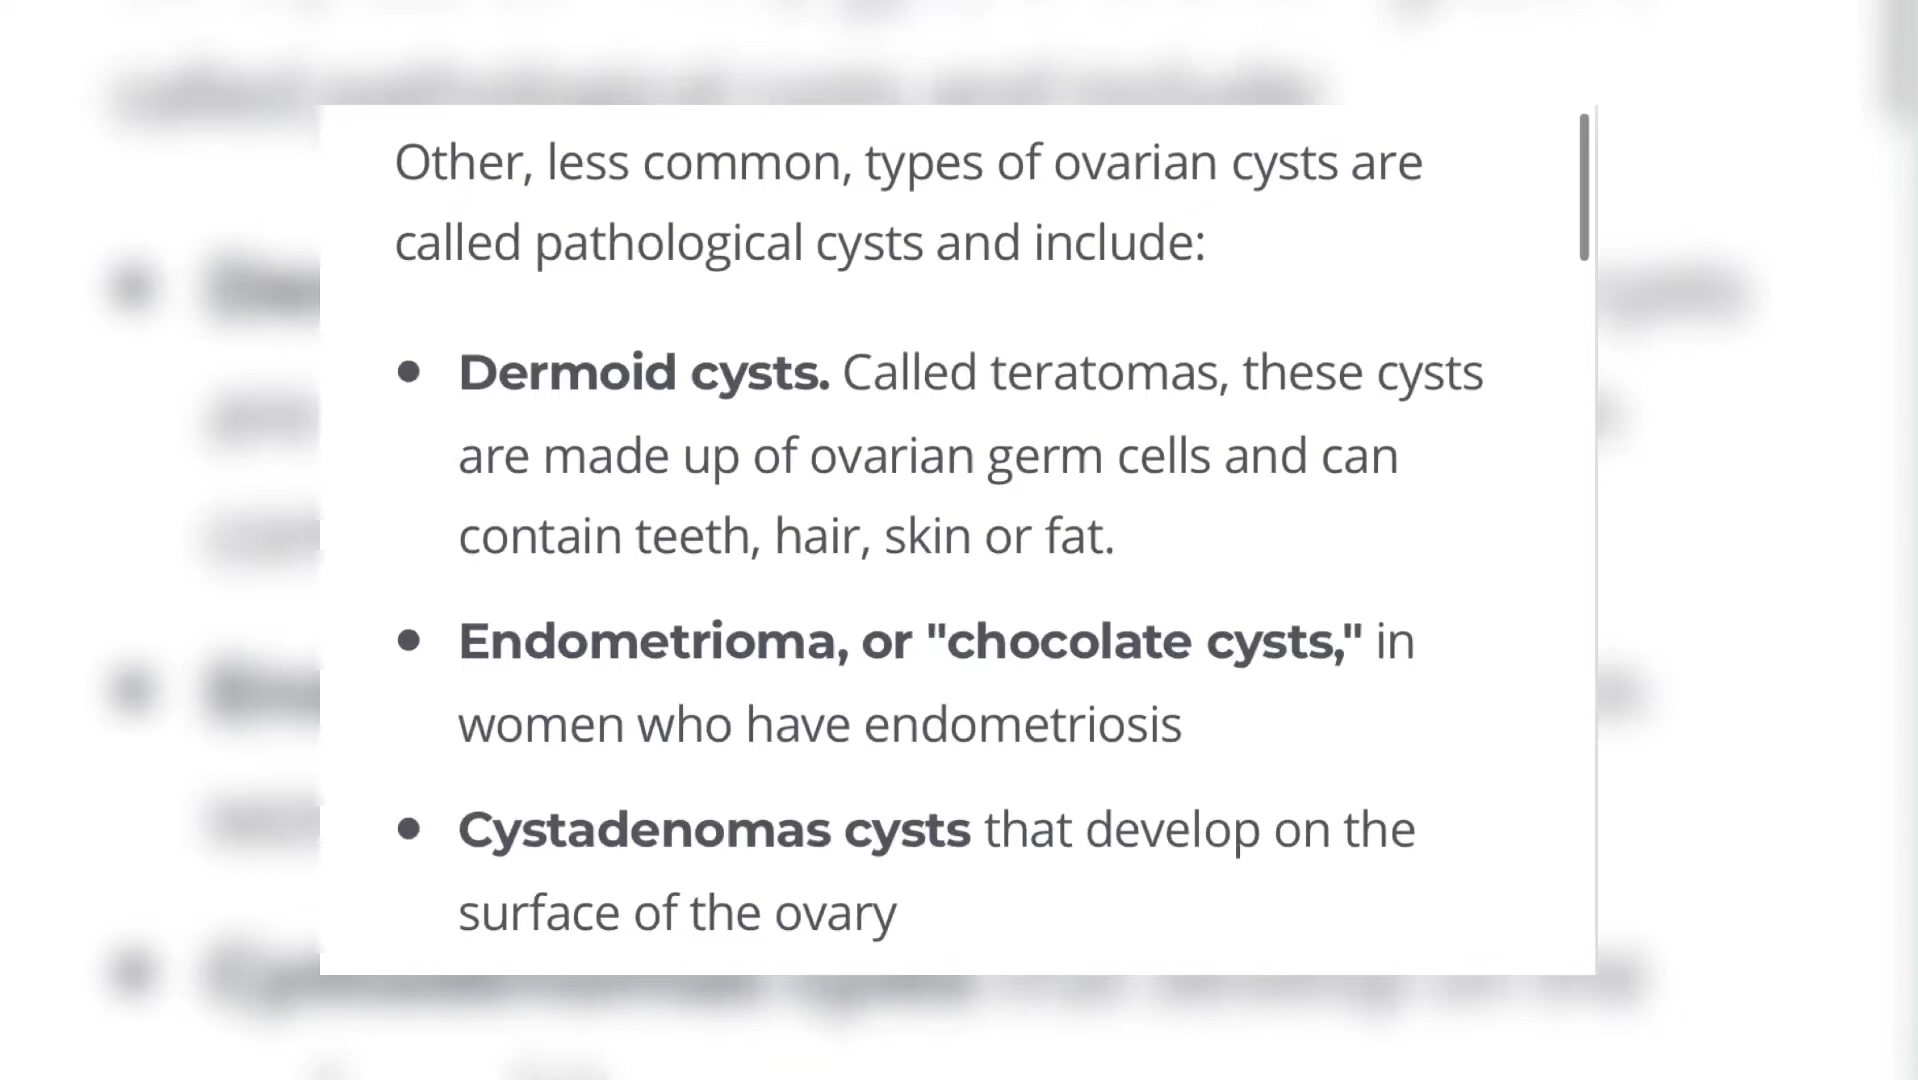 Other, less common, types of ovarian cysts are
called pathological cysts and include:
● Dermoid cysts. Called teratomas, these cysts
are made up of ovarian germ cells and can
contain teeth, hair, skin or fat.
● Endometrioma, or "chocolate cysts," in
women who have endometriosis
● Cystadenomas cysts that develop on the
surface of the ovary